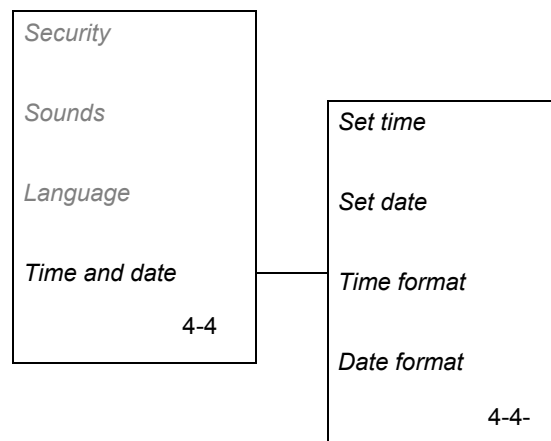 Security
Sounds
Language
Time and date
4-4
Set time
Set date
Time format
Date format
4-4-